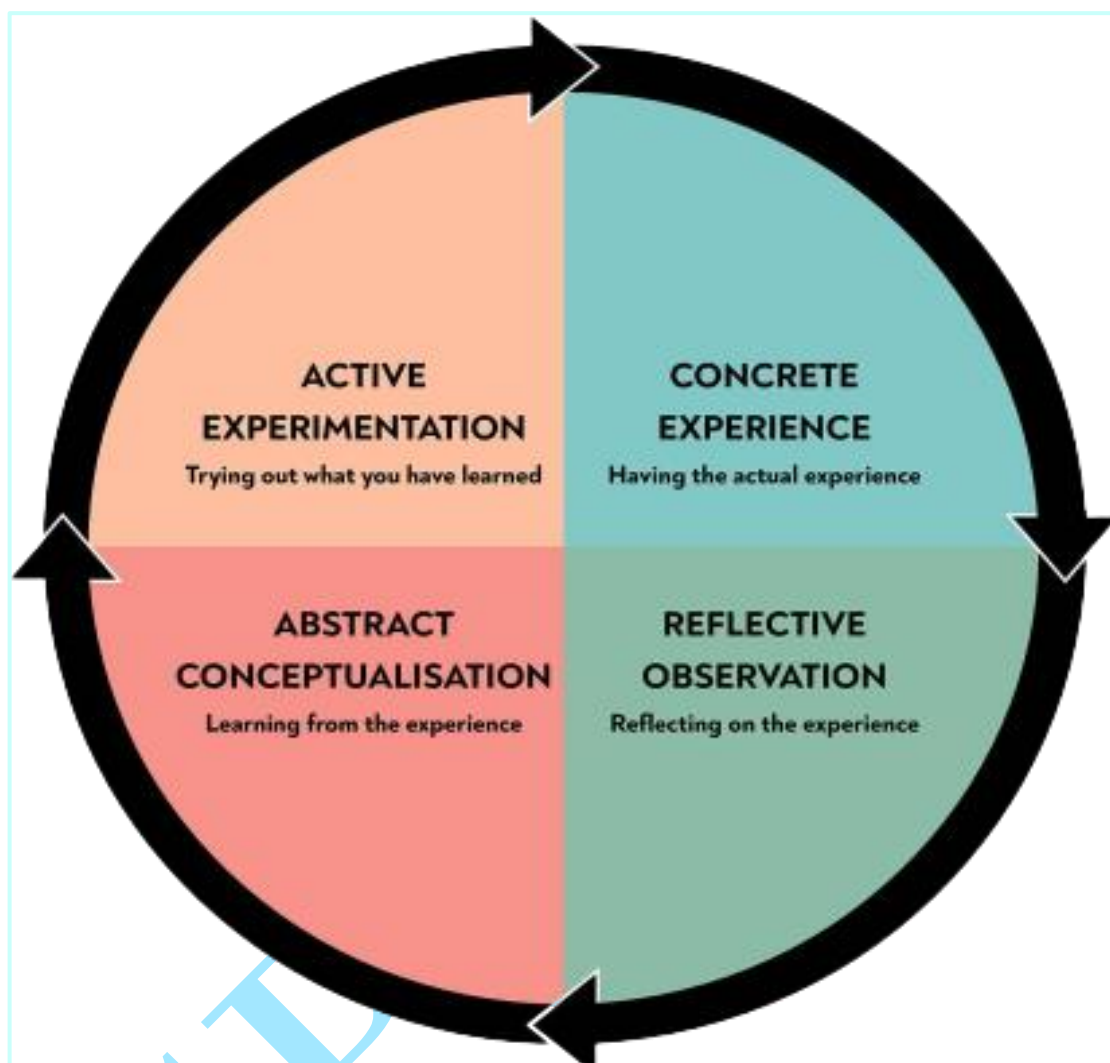 ACTIVE
EXPERIMENTATION
Trying out what you have learned
CONCRETE
EXPERIENCE
Having the actual experience
ABSTRACT
CONCEPTUALISATION
Learning from the experience
REFLECTIVE
OBSERVATION
Reflecting on the experience